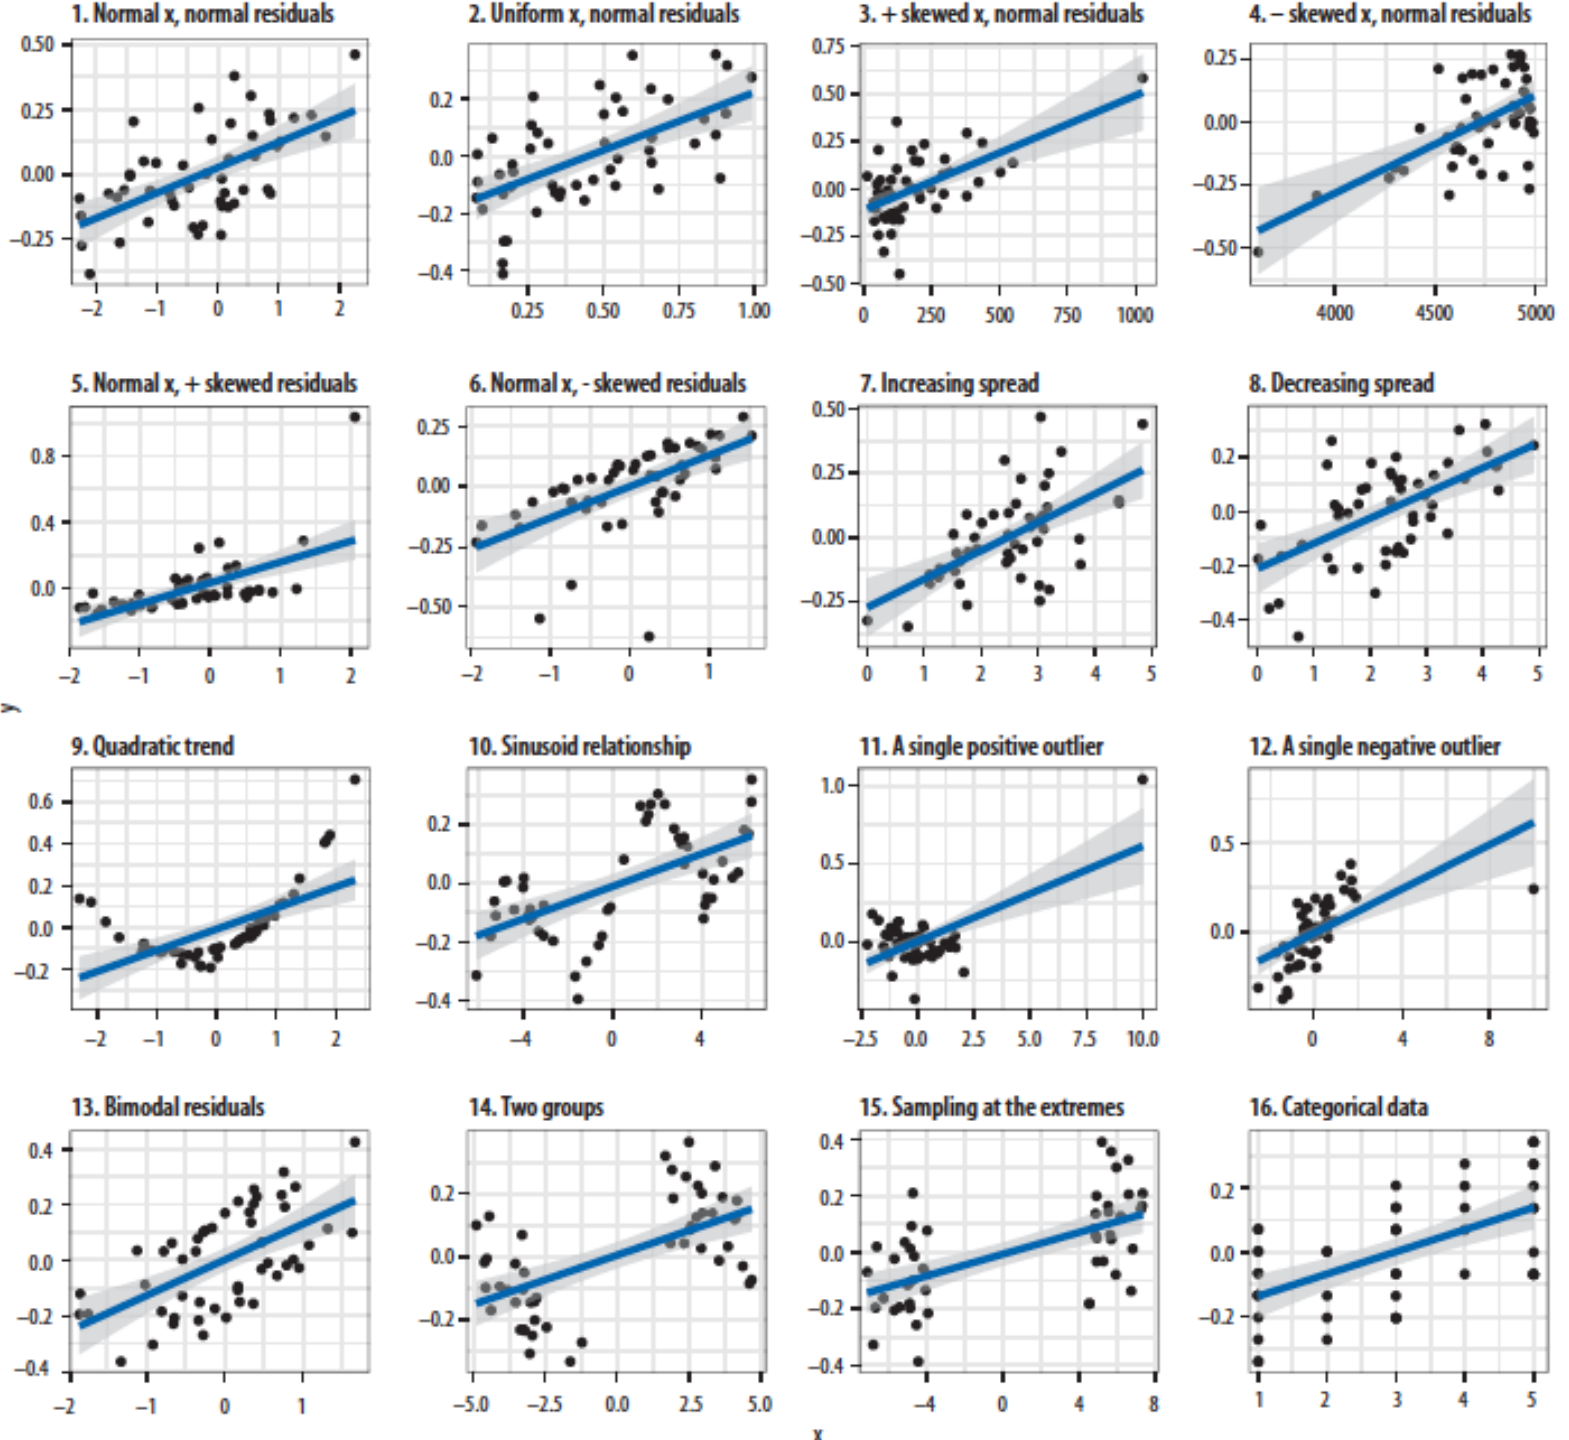 1. Normal x, normal residuals
0.50
0.25
0.00
−0.25
−2 −1 0 1 2
2. Uniform x, normal residuals
0.2
0.0
−0.2
−0.4
0.25 0.50 0.75 1.00
3. + skewed x, normal residuals
0.75
0.50
0.25
0.00
−0.25
−0.50
0 250 500 750 1000
4. − skewed x, normal residuals
0.25
0.00
−0.25
−0.50
4000 4500 5000
5. Normal x, + skewed residuals
0.8
0.4
0.0
−2 −1 0 1 2
6. Normal x, - skewed residuals
0.25
0.00
−0.25
−0.50
−2 −1 0 1
7. Increasing spread
0.50
0.25
0.00
−0.25
0 1 2 3 4 5
8. Decreasing spread
0.2
0.0
−0.2
−0.4
0 1 2 3 4 5
y
9. Quadratic trend
0.6
0.4
0.2
0.0
−0.2
−2 −1 0 1 2
10. Sinusoid relationship
0.2
0.0
−0.2
−0.4
−4 0 4
11. A single positive outlier
1.0
0.5
0.0
−2.5 0.0 2.5 5.0 7.5 10.0
12. A single negative outlier
0.5
0.0
0 4 8
13. Bimodal residuals
0.4
0.2
0.0
−0.2
−0.4
−2 −1 0 1
14. Two groups
0.2
0.0
−0.2
−5.0 −2.5 0.0 2.5 5.0
15. Sampling at the extremes
0.4
0.2
0.0
−0.2
−0.4
−4 0 4 8
16. Categorical data
0.2
0.0
−0.2
1 2 3 4 5
x